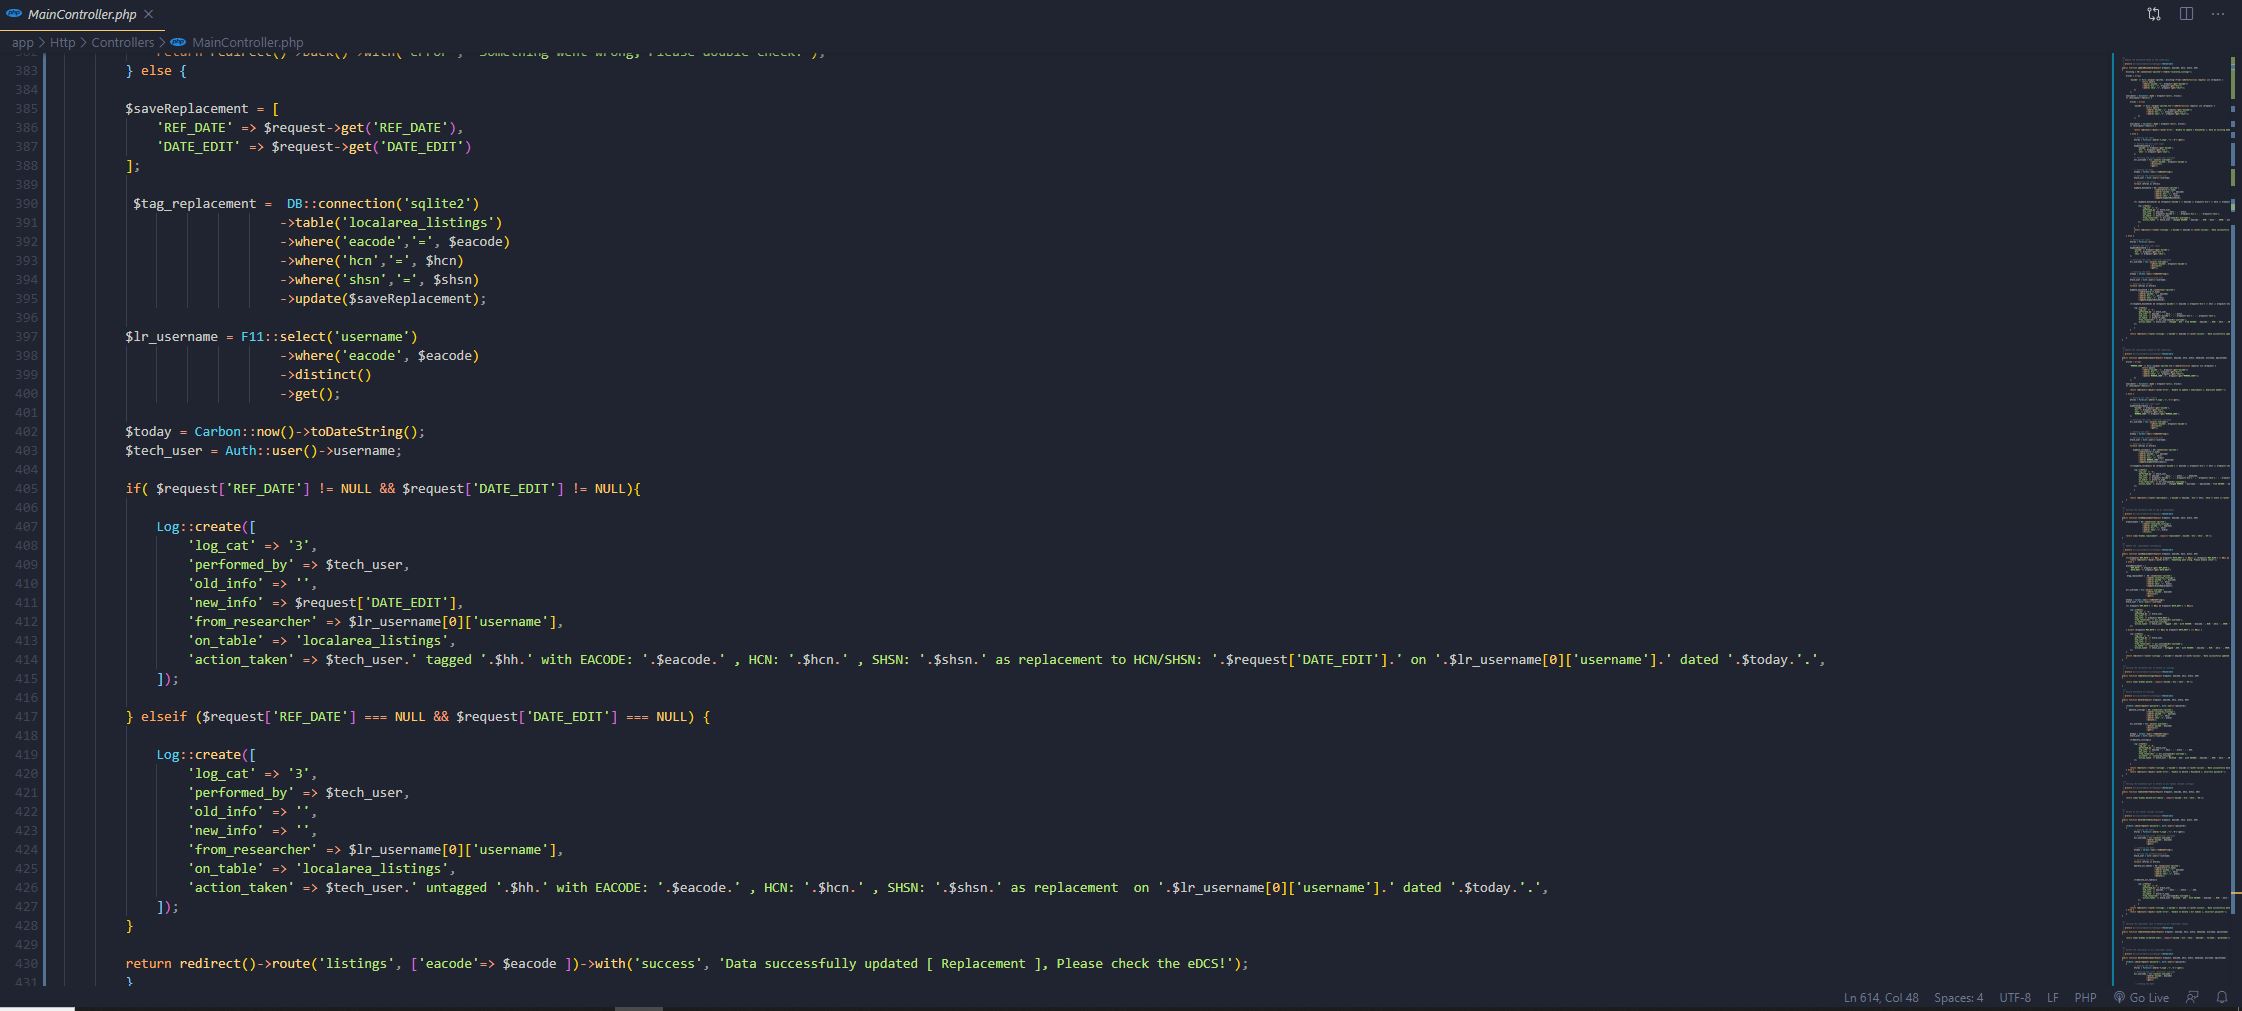 MainController.php
app > Http > Controllers > MainController.php
383 } else {
384
385 $saveReplacement = [
386 'REF_DATE' => $request->get('REF_DATE'),
387 'DATE_EDIT' => $request->get('DATE_EDIT')
388 ];
389
390 $tag_replacement =  DB::connection('sqlite2')
391 ->table('localarea_listings')
392 ->where('eacode','=', $eacode)
393 ->where('hcn','=', $hcn)
394 ->where('shsn','=', $shsn)
395 ->update($saveReplacement);
396
397 $lr_username = F11::select('username')
398 ->where('eacode', $eacode)
399 ->distinct()
400 ->get();
401
402 $today = Carbon::now()->toDateString();
403 $tech_user = Auth::user()->username;
404
405 if( $request['REF_DATE'] != NULL && $request['DATE_EDIT'] != NULL){
406
407 Log::create([
408 'log_cat' => '3',
409 'performed_by' => $tech_user,
410 'old_info' => '',
411 'new_info' => $request['DATE_EDIT'],
412 'from_researcher' => $lr_username[0]['username'],
413 'on_table' => 'localarea_listings',
414 'action_taken' => $tech_user.' tagged '.$hh.' with EACODE: '.$eacode.' , HCN: '.$hcn.' , SHSN: '.$shsn.' as replacement to HCN/SHSN: '.$request['DATE_EDIT'].' on '.$lr_username[0]['username'].' dated '.$today.'.',
415 ]);
416
417 } elseif ($request['REF_DATE'] === NULL && $request['DATE_EDIT'] === NULL) {
418
419 Log::create([
420 'log_cat' => '3',
421 'performed_by' => $tech_user,
422 'old_info' => '',
423 'new_info' => '',
424 'from_researcher' => $lr_username[0]['username'],
425 'on_table' => 'localarea_listings',
426 'action_taken' => $tech_user.' untagged '.$hh.' with EACODE: '.$eacode.' , HCN: '.$hcn.' , SHSN: '.$shsn.' as replacement  on '.$lr_username[0]['username'].' dated '.$today.'.',
427 ]);
428 }
429
430 return redirect()->route('listings', ['eacode'=> $eacode ])->with('success', 'Data successfully updated [ Replacement ], Please check the eDCS!');
431 }
Ln 614, Col 48 Spaces: 4 UTF-8 LF PHP Go Live